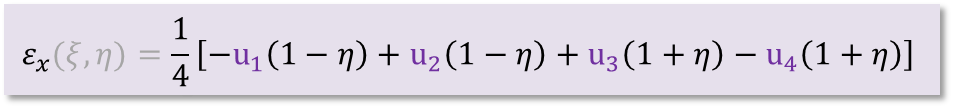 εₓ(ξ, η) = 1/4 [−u₁(1 − η) + u₂(1 − η) + u₃(1 + η) − u₄(1 + η)]